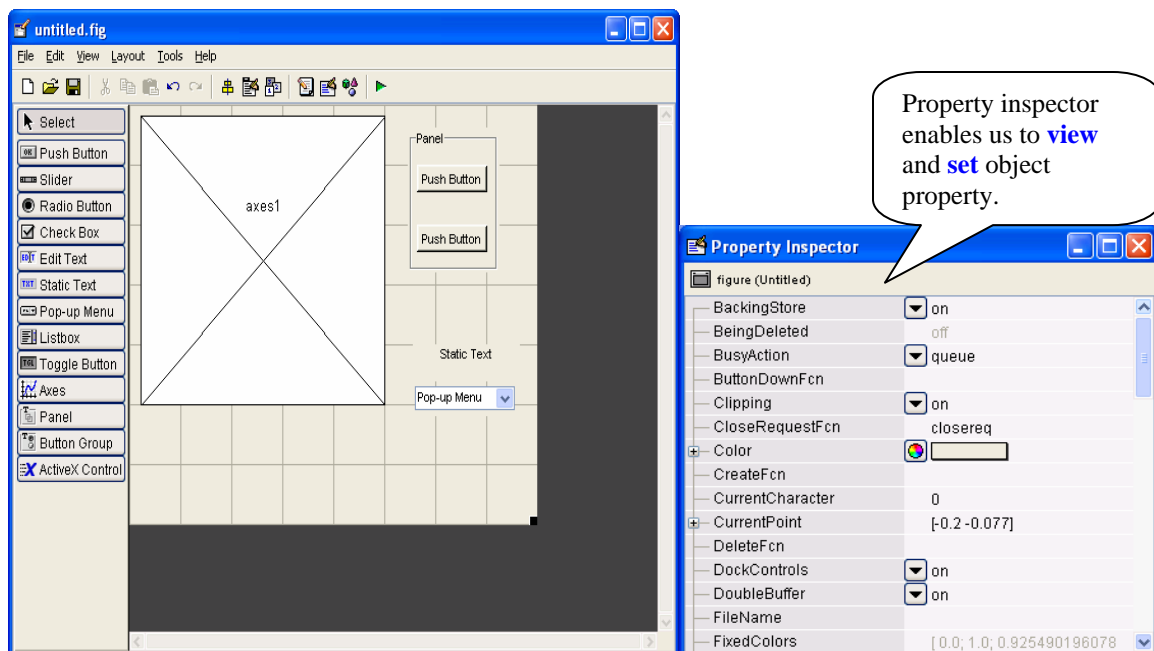 untitled.fig
File Edit View Layout Tools Help
Select
OK Push Button
Slider
Radio Button
Check Box
EDIT Edit Text
TXT Static Text
Pop-up Menu
Listbox
TGL Toggle Button
Axes
Panel
Button Group
ActiveX Control
axes1
Panel
Push Button
Push Button
Static Text
Pop-up Menu
Property inspector
enables us to view
and set object
property.
Property Inspector
figure (Untitled)
BackingStore on
BeingDeleted off
BusyAction queue
ButtonDownFcn
Clipping on
CloseRequestFcn closereq
Color
CreateFcn
CurrentCharacter 0
CurrentPoint [-0.2 -0.077]
DeleteFcn
DockControls on
DoubleBuffer on
FileName
FixedColors [ 0.0; 1.0; 0.925490196078